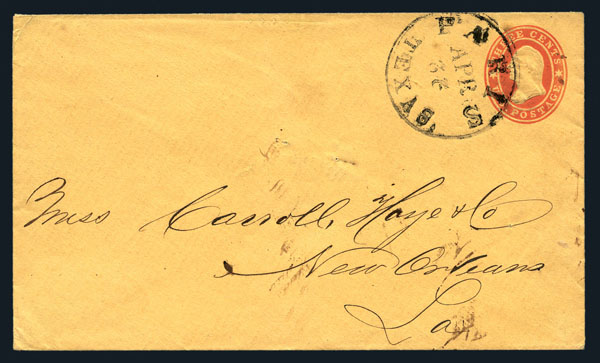 PARIS
TEXAS
APR
THREE CENTS
POSTAGE
Mess Carroll, Hoye & Co
New Orleans
La